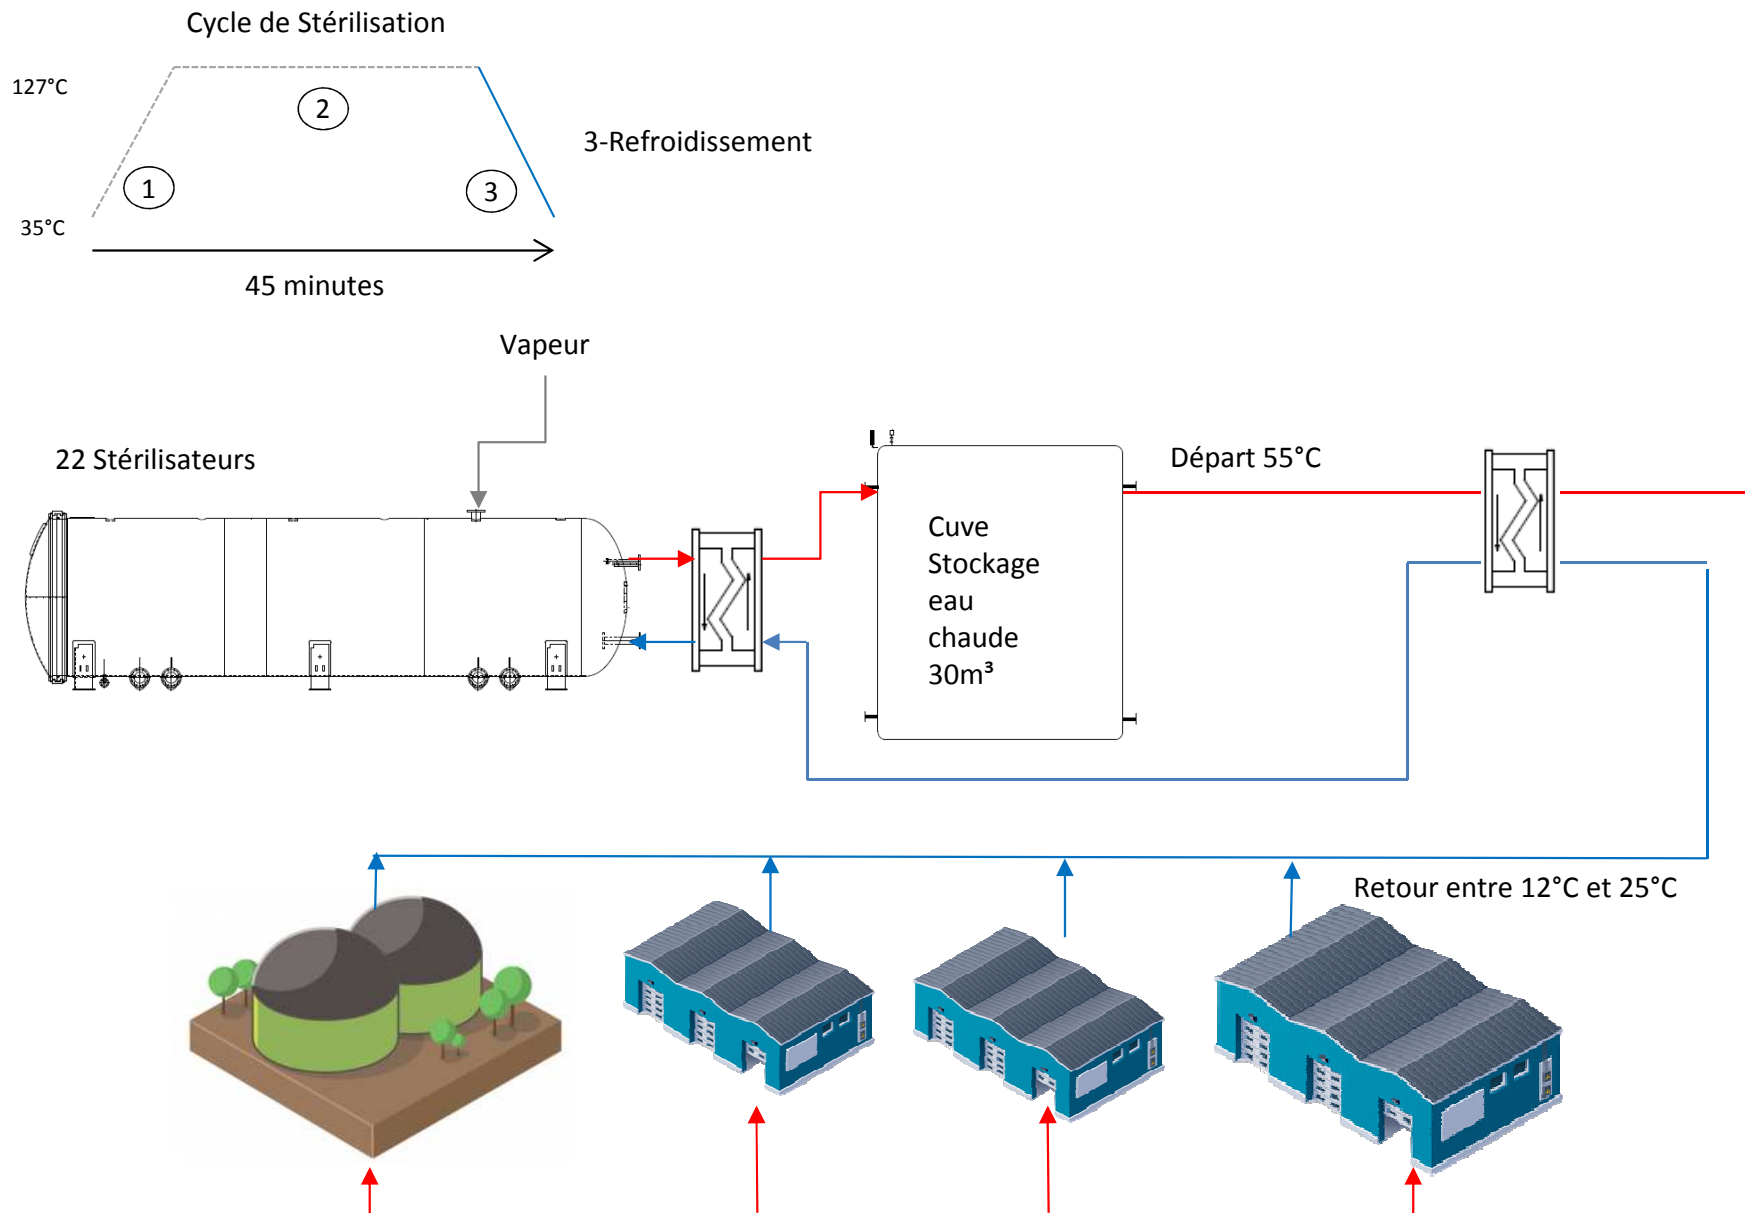 Cycle de Stérilisation
127°C
2
3-Refroidissement
1
3
35°C
45 minutes
Vapeur
22 Stérilisateurs
Départ 55°C
Cuve
Stockage
eau
chaude
30m³
Retour entre 12°C et 25°C